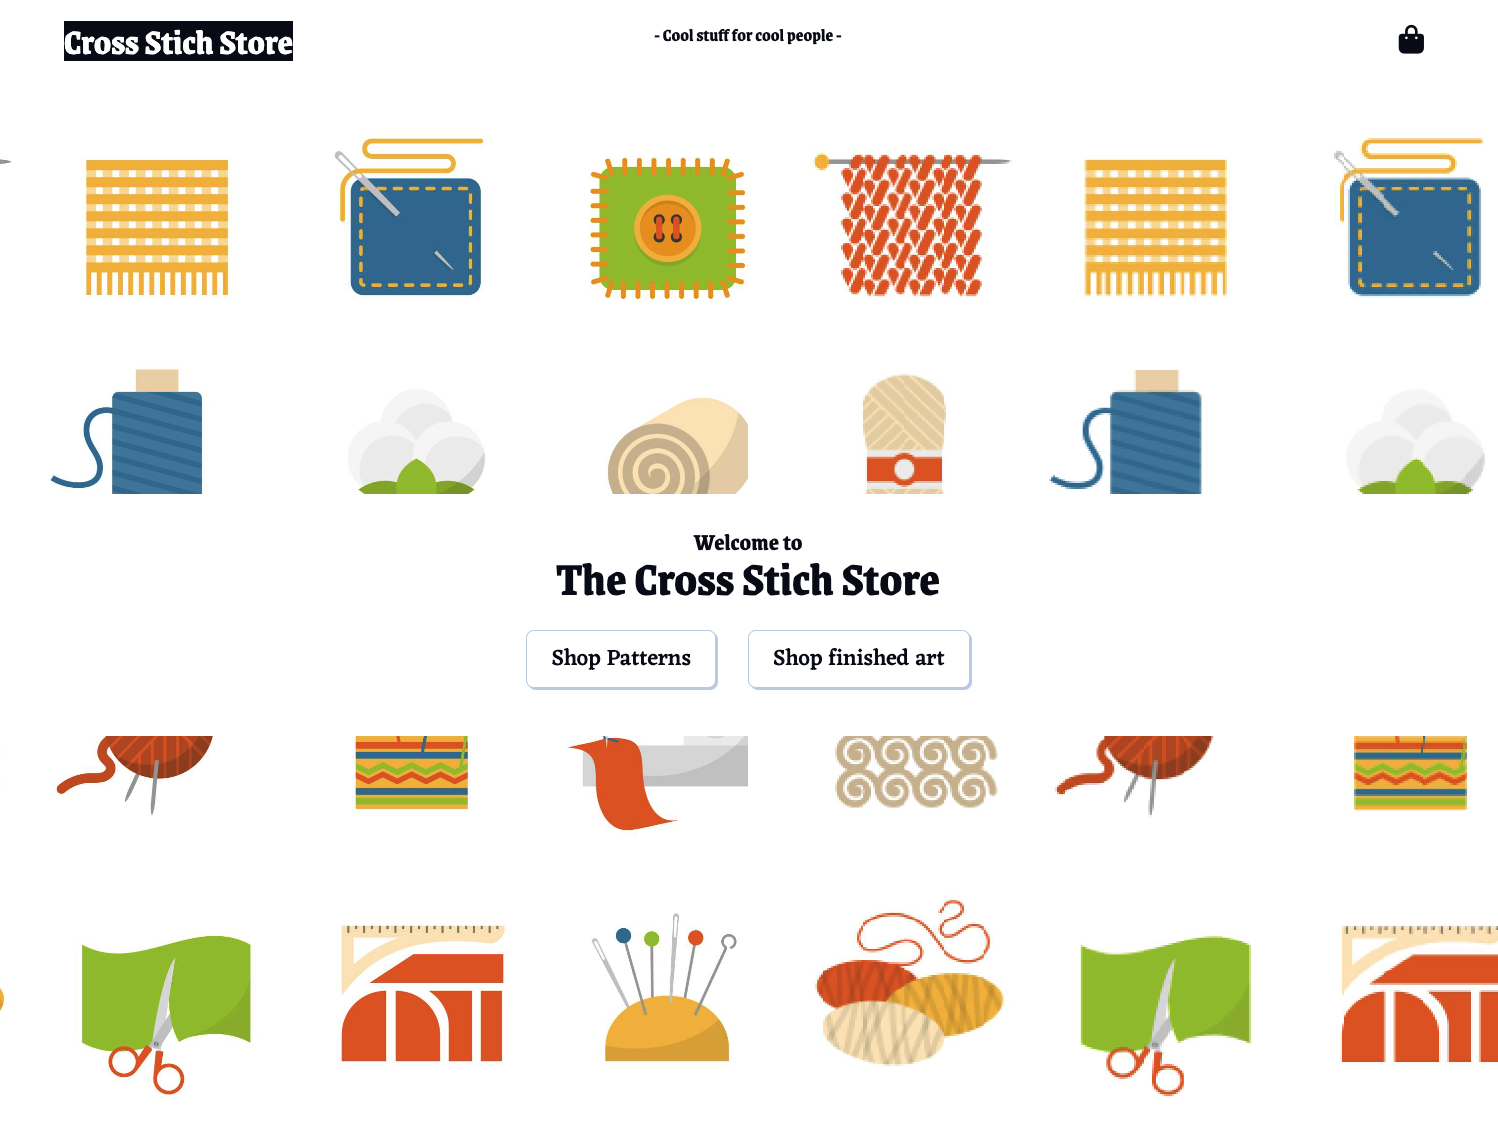 Cross Stich Store
- Cool stuff for cool people -
Welcome to
The Cross Stich Store
Shop Patterns
Shop finished art